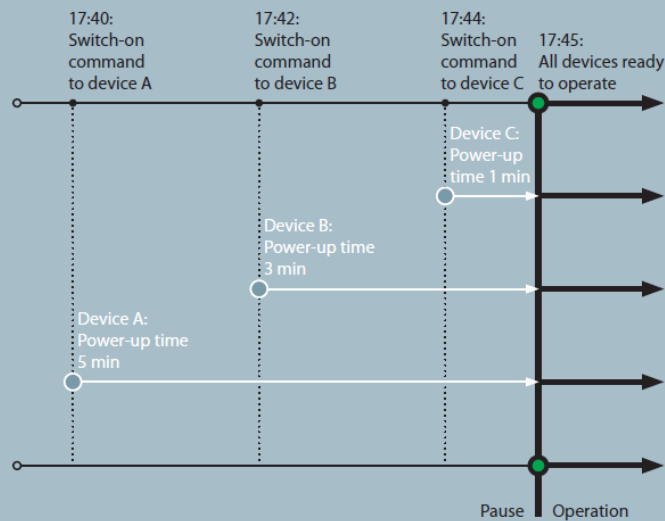 17:40:
Switch-on
command
to device A
17:42:
Switch-on
command
to device B
17:44:
Switch-on
command
to device C
17:45:
All devices ready
to operate
Device C:
Power-up
time 1 min
Device B:
Power-up time
3 min
Device A:
Power-up time
5 min
Pause
Operation